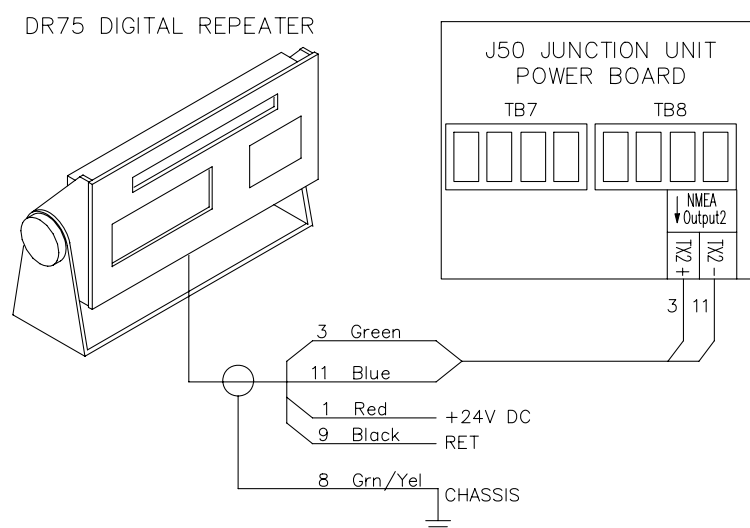 DR75 DIGITAL REPEATER
J50 JUNCTION UNIT
POWER BOARD
TB7 TB8
NMEA
Output2
TX2 + TX2 -
3 11
3 Green
11 Blue
1 Red +24V DC
9 Black RET
8 Grn/Yel CHASSIS